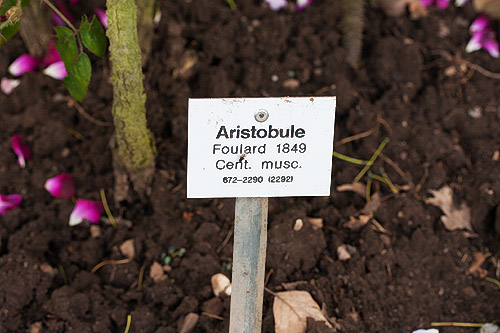 Aristobule
Foulard 1849
Cent. musc.
672-2290 (2292)